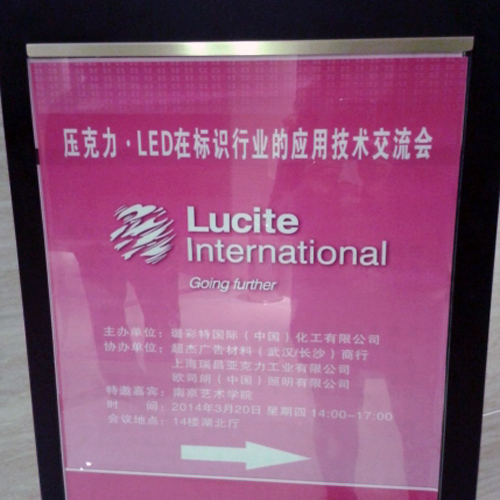 压克力·LED在标识行业的应用技术交流会
Lucite
International
Going further
主办单位：璐彩特国际（中国）化工有限公司
协办单位：超杰广告材料（武汉/长沙）商行
上海瑞昌亚克力工业有限公司
欧司朗（中国）照明有限公司
特邀嘉宾：南京艺术学院
时 间：2014年3月20日 星期四 14:00-17:00
会议地点：14楼湖北厅